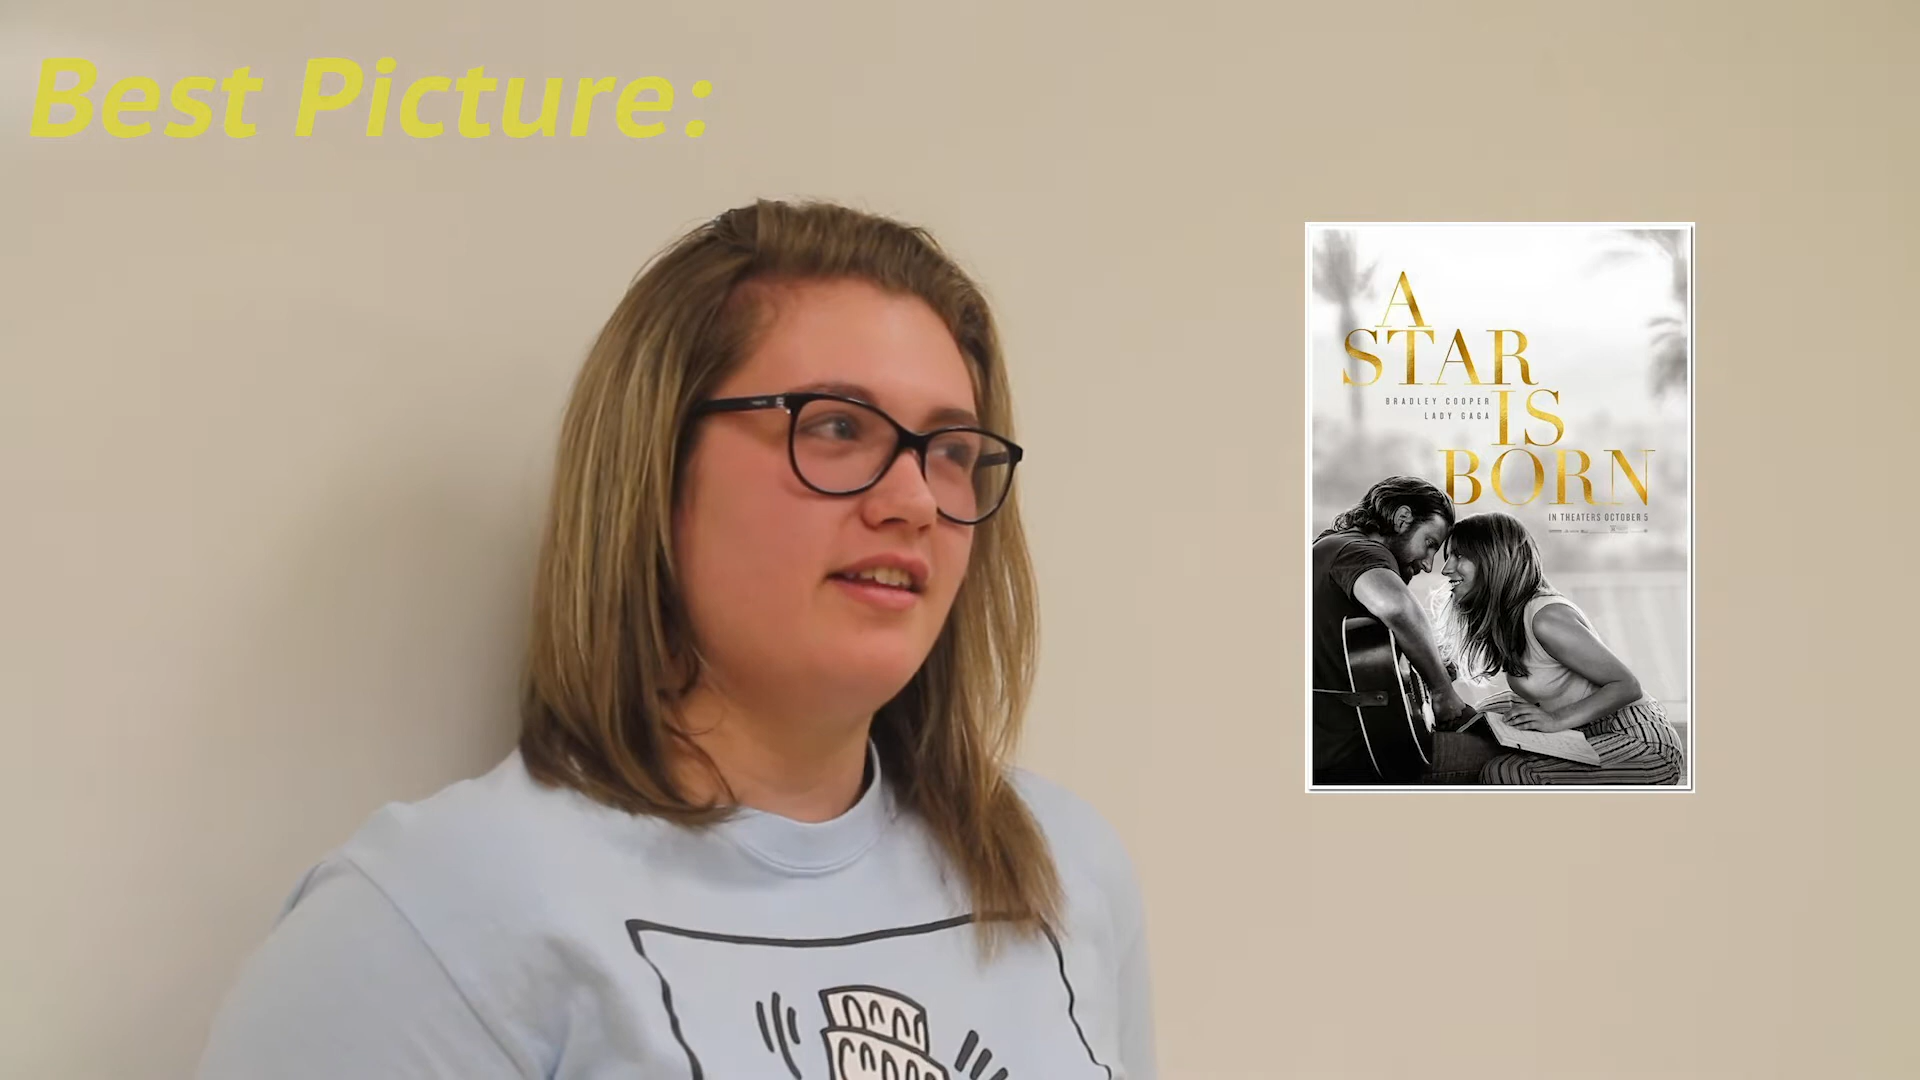 Best Picture:
A
STAR
BRADLEY COOPER
LADY GAGA
IS
BORN
IN THEATERS OCTOBER 5